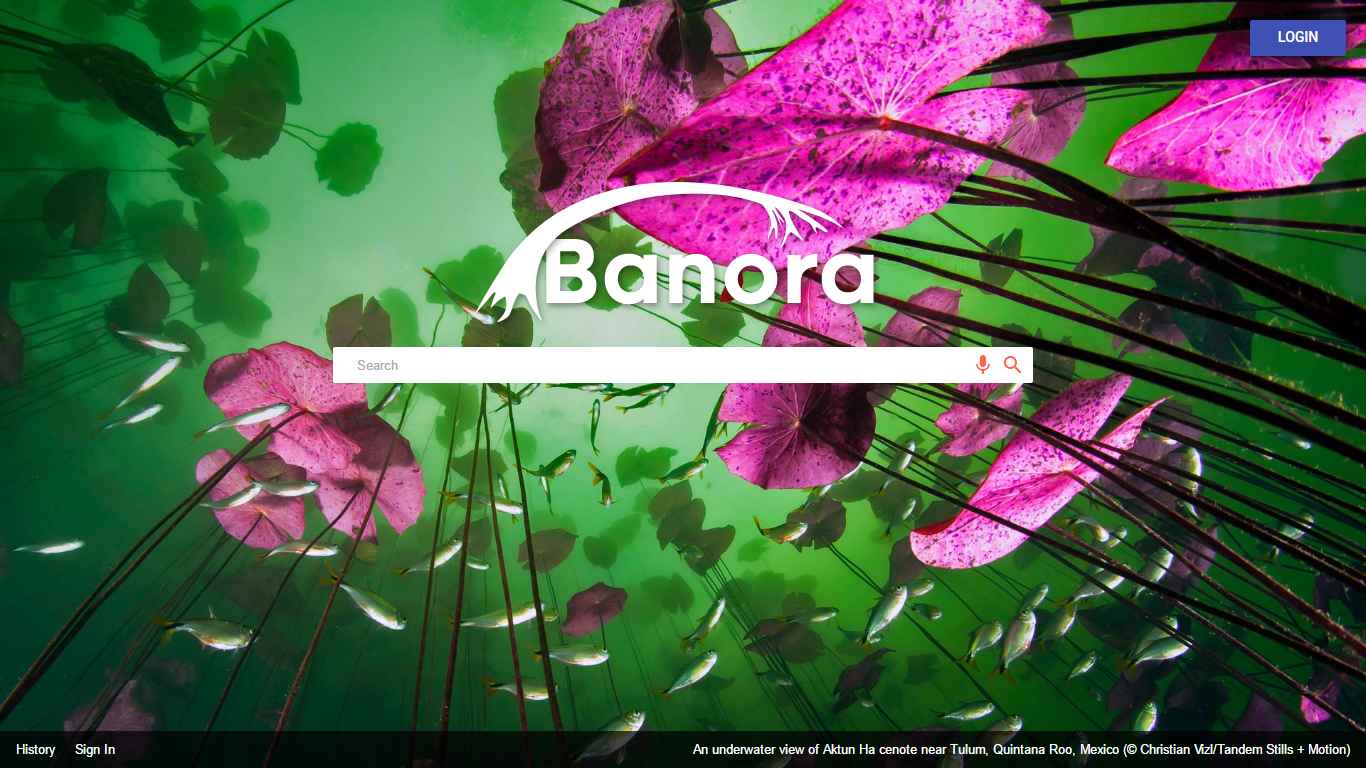 LOGIN
Banora
Search
History Sign In
An underwater view of Aktun Ha cenote near Tulum, Quintana Roo, Mexico (© Christian Vizl/Tandem Stills + Motion)